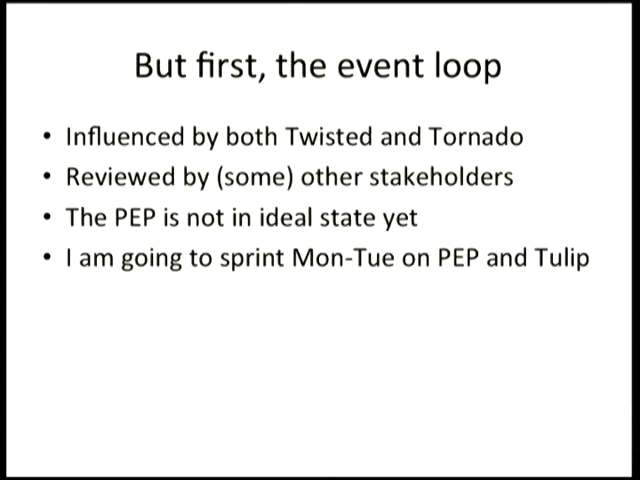 But first, the event loop
• Influenced by both Twisted and Tornado
• Reviewed by (some) other stakeholders
• The PEP is not in ideal state yet
• I am going to sprint Mon-Tue on PEP and Tulip